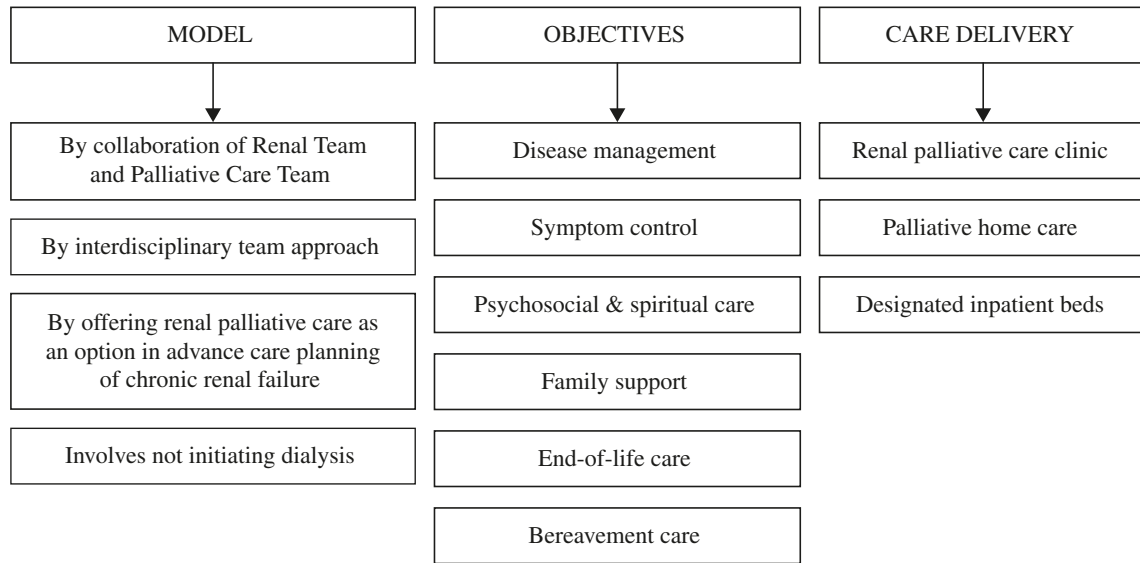 MODEL
By collaboration of Renal Team
and Palliative Care Team
By interdisciplinary team approach
By offering renal palliative care as
an option in advance care planning
of chronic renal failure
Involves not initiating dialysis
OBJECTIVES
Disease management
Symptom control
Psychosocial & spiritual care
Family support
End-of-life care
Bereavement care
CARE DELIVERY
Renal palliative care clinic
Palliative home care
Designated inpatient beds